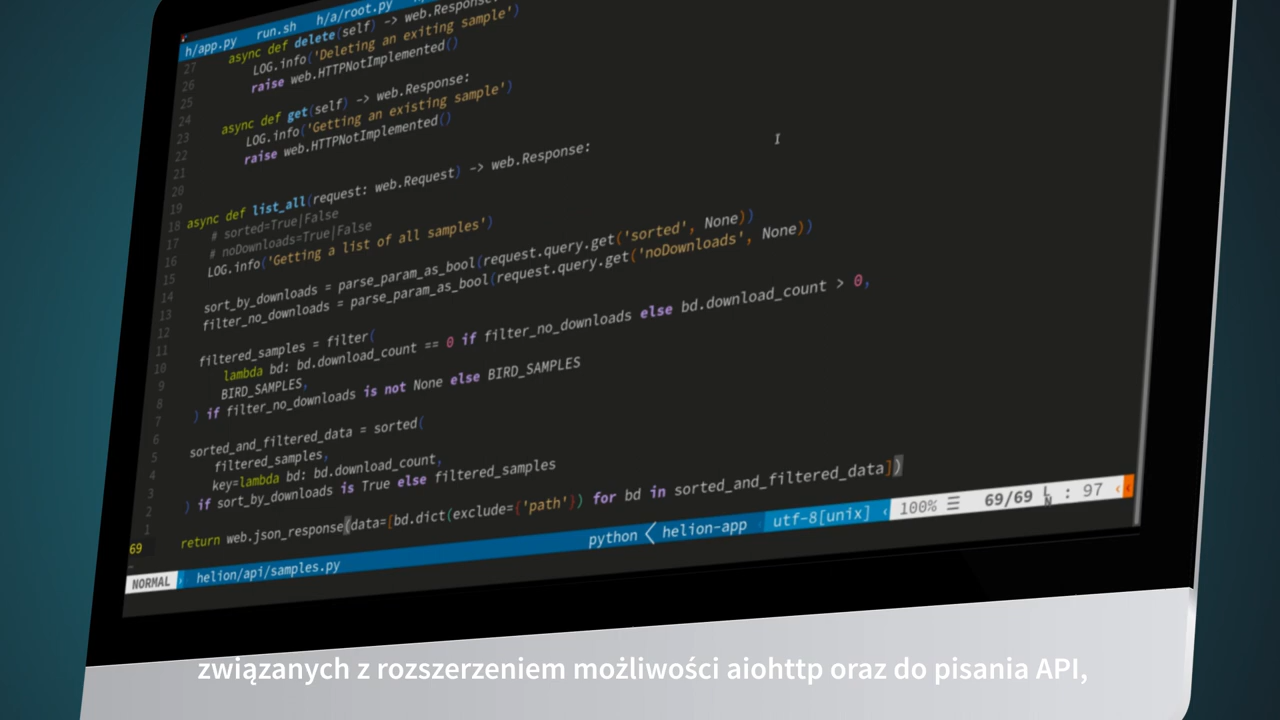 h/app.py run.sh h/a/root.py
27 async def delete(self) -> web.Response:
26 LOG.info('Deleting an exiting sample')
25 raise web.HTTPNotImplemented()
24
23 async def get(self) -> web.Response:
22 LOG.info('Getting an existing sample')
21 raise web.HTTPNotImplemented()
20
19
18 async def list_all(request: web.Request) -> web.Response:
17 # sorted=True|False
16 # noDownloads=True|False
15 LOG.info('Getting a list of all samples')
14
13 sort_by_downloads = parse_param_as_bool(request.query.get('sorted', None))
12 filter_no_downloads = parse_param_as_bool(request.query.get('noDownloads', None))
11
10 filtered_samples = filter(
9 lambda bd: bd.download_count == 0 if filter_no_downloads else bd.download_count > 0,
8 BIRD_SAMPLES,
7 ) if filter_no_downloads is not None else BIRD_SAMPLES
6
5 sorted_and_filtered_data = sorted(
4 filtered_samples,
3 key=lambda bd: bd.download_count,
2 ) if sort_by_downloads is True else filtered_samples
1
69 return web.json_response(data=[bd.dict(exclude={'path'}) for bd in sorted_and_filtered_data])
~
NORMAL helion/api/samples.py python helion-app utf-8[unix] 100% ☰ 69/69 LN : 97
związanych z rozszerzeniem możliwości aiohttp oraz do pisania API,